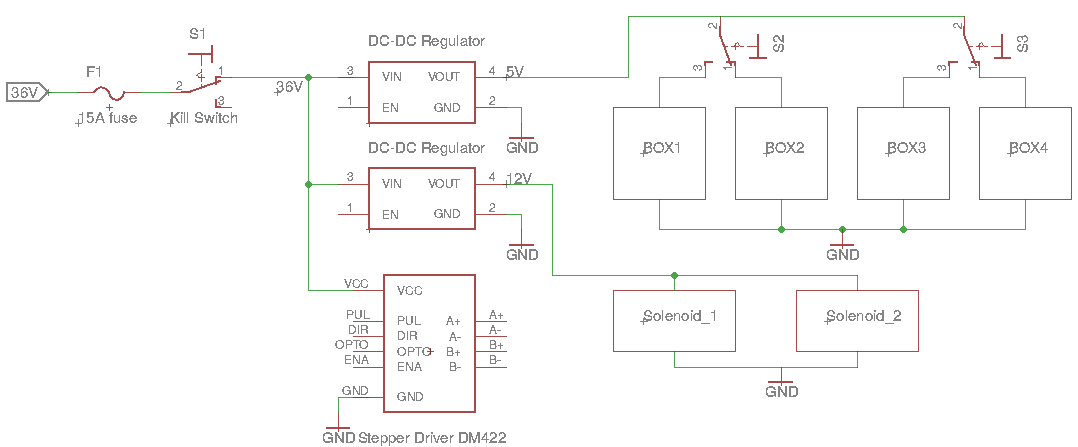 S1
DC-DC Regulator
2
2
S2
S3
F1
36V
2
1
3
15A fuse
Kill Switch
36V
3
VIN
VOUT
4
5V
1
EN
GND
2
GND
3
1
3
1
DC-DC Regulator
3
VIN
VOUT
4
12V
1
EN
GND
2
GND
BOX1
BOX2
BOX3
BOX4
GND
VCC
VCC
PUL
PUL
A+
A+
DIR
DIR
A-
A-
OPTO
OPTO
B+
B+
ENA
ENA
B-
B-
GND
GND
GND
Stepper Driver DM422
Solenoid_1
Solenoid_2
GND